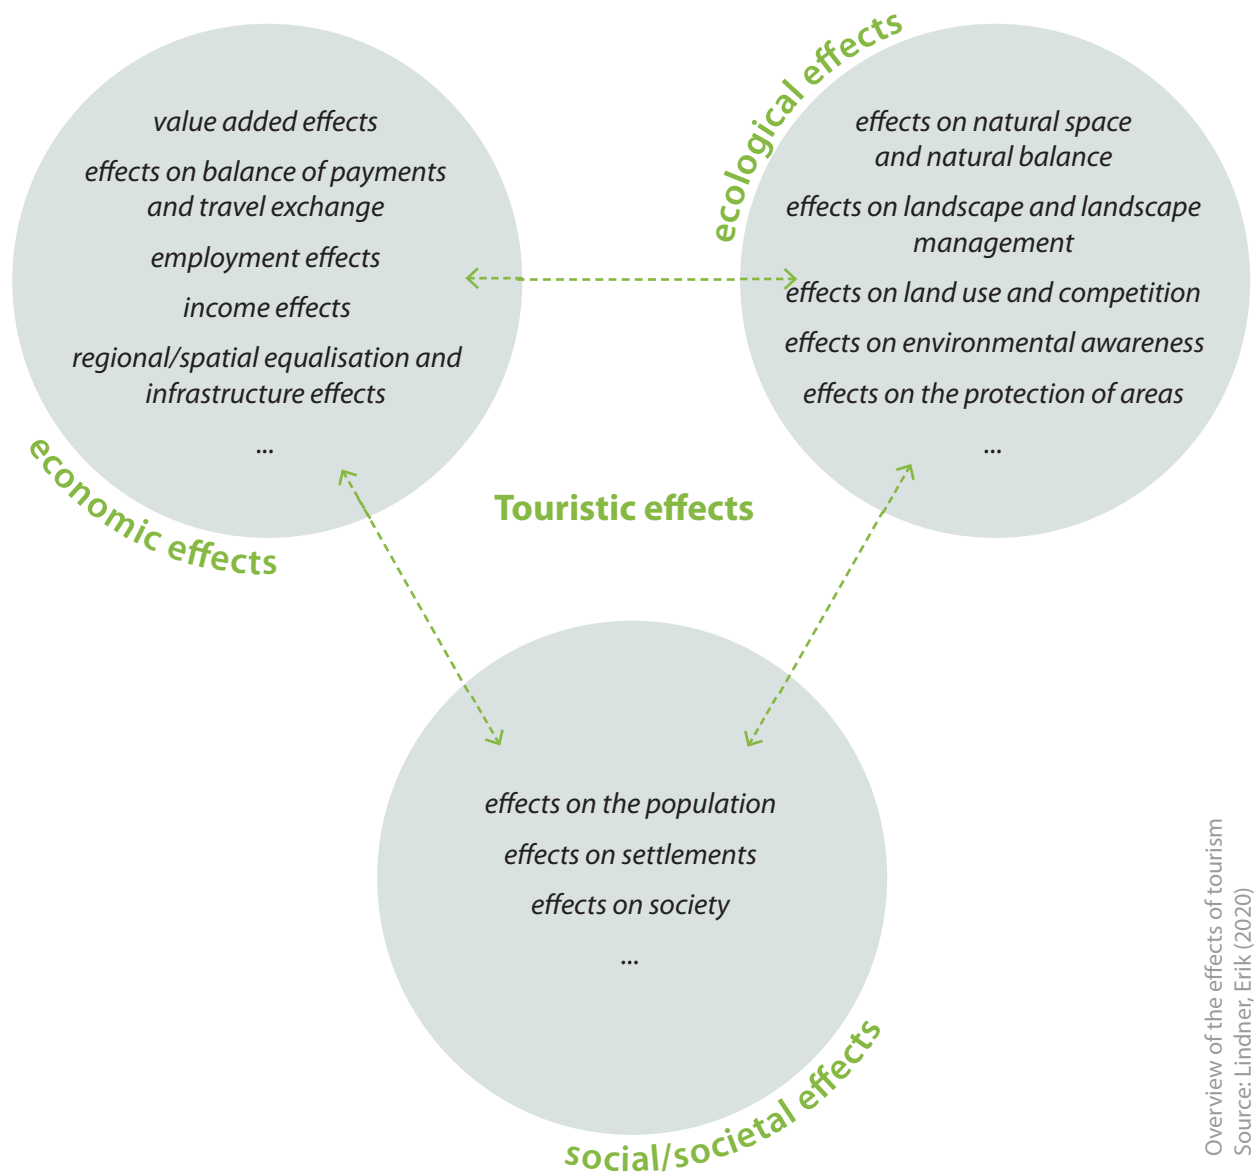 value added effects
effects on balance of payments
and travel exchange
employment effects
income effects
regional/spatial equalisation and
infrastructure effects
...
economic effects
ecological effects
effects on natural space
and natural balance
effects on landscape and landscape
management
effects on land use and competition
effects on environmental awareness
effects on the protection of areas
...
Touristic effects
effects on the population
effects on settlements
effects on society
...
social/societal effects
Overview of the effects of tourism
Source: Lindner, Erik (2020)